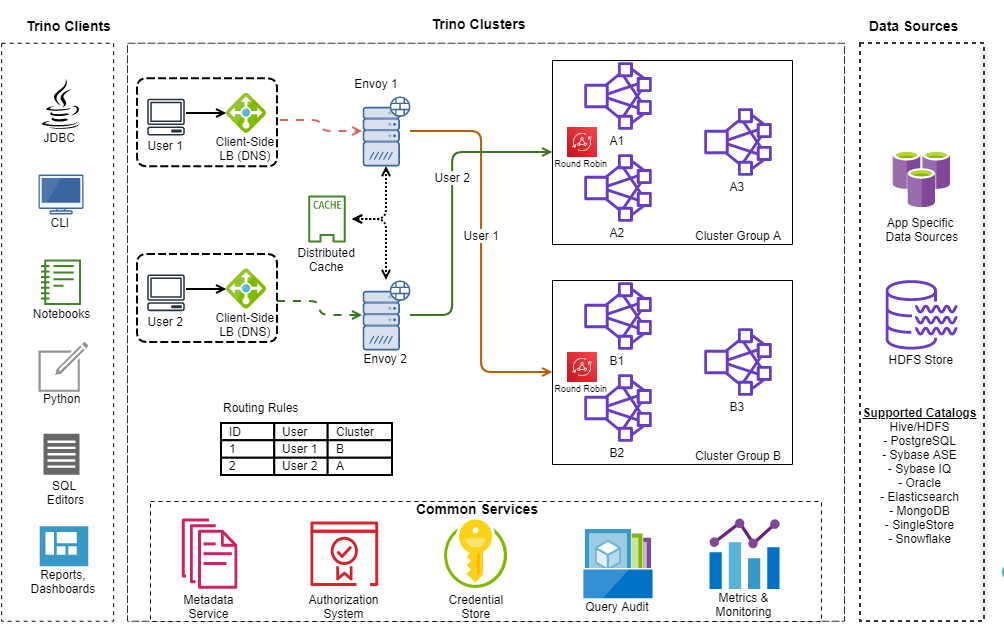 Trino Clients
Trino Clusters
Data Sources
JDBC
CLI
Notebooks
Python
SQL
Editors
Reports,
Dashboards
User 1
Client-Side
LB (DNS)
Envoy 1
CACHE
Distributed
Cache
User 2
Client-Side
LB (DNS)
Envoy 2
User 2
User 1
A1
Round Robin
A2
A3
Cluster Group A
B1
Round Robin
B2
B3
Cluster Group B
Routing Rules
ID User Cluster
1 User 1 B
2 User 2 A
Common Services
Metadata
Service
Authorization
System
Credential
Store
Query Audit
Metrics &
Monitoring
App Specific
Data Sources
HDFS Store
Supported Catalogs
Hive/HDFS
- PostgreSQL
- Sybase ASE
- Sybase IQ
- Oracle
- Elasticsearch
- MongoDB
- SingleStore
- Snowflake